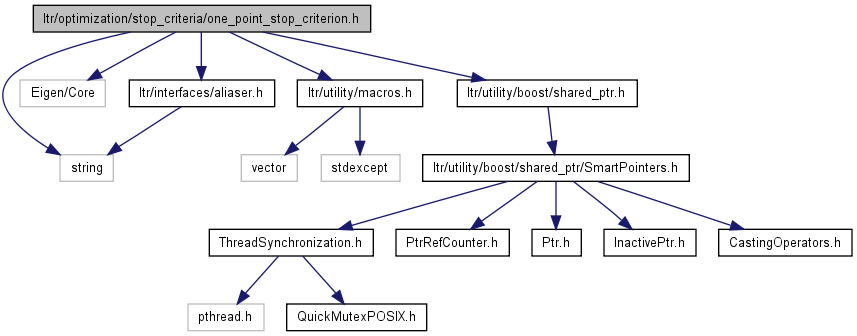 ltr/optimization/stop_criteria/one_point_stop_criterion.h
Eigen/Core
ltr/interfaces/aliaser.h
ltr/utility/macros.h
ltr/utility/boost/shared_ptr.h
string
vector
stdexcept
ltr/utility/boost/shared_ptr/SmartPointers.h
ThreadSynchronization.h
PtrRefCounter.h
Ptr.h
InactivePtr.h
CastingOperators.h
pthread.h
QuickMutexPOSIX.h